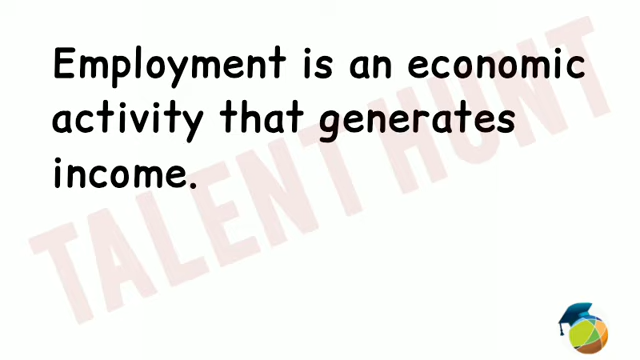 Employment is an economic
activity that generates
income.
TALENT HUNT